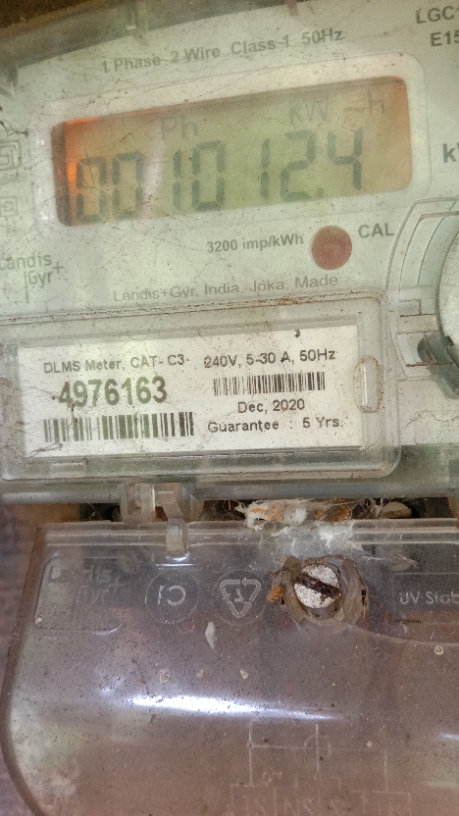 LGC
1 Phase 2 Wire Class-1 50Hz
E15
Ph kW h
0010 12.4
3200 imp/kWh CAL
Landis+
Gyr
Landis+Gyr, India, Joka, Made
DLMS Meter, CAT- C3 240V, 5-30 A, 50Hz
4976163
Dec, 2020
Guarantee : 5 Yrs.
C1
UV Stab